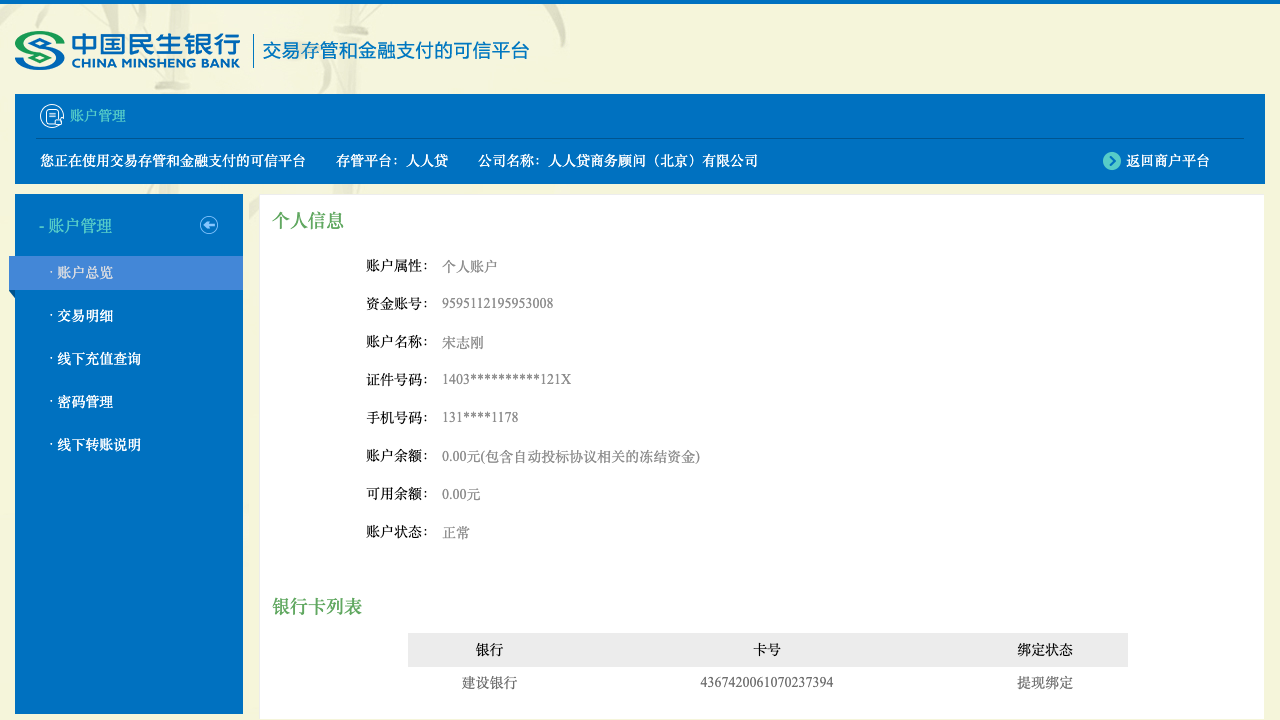 中国民生银行
CHINA MINSHENG BANK
交易存管和金融支付的可信平台
账户管理
您正在使用交易存管和金融支付的可信平台 存管平台：人人贷 公司名称：人人贷商务顾问（北京）有限公司 返回商户平台
- 账户管理
· 账户总览
· 交易明细
· 线下充值查询
· 密码管理
· 线下转账说明
个人信息
账户属性： 个人账户
资金账号： 9595112195953008
账户名称： 宋志刚
证件号码： 1403**********121X
手机号码： 131****1178
账户余额： 0.00元(包含自动投标协议相关的冻结资金)
可用余额： 0.00元
账户状态： 正常
银行卡列表
银行 卡号 绑定状态
建设银行 4367420061070237394 提现绑定